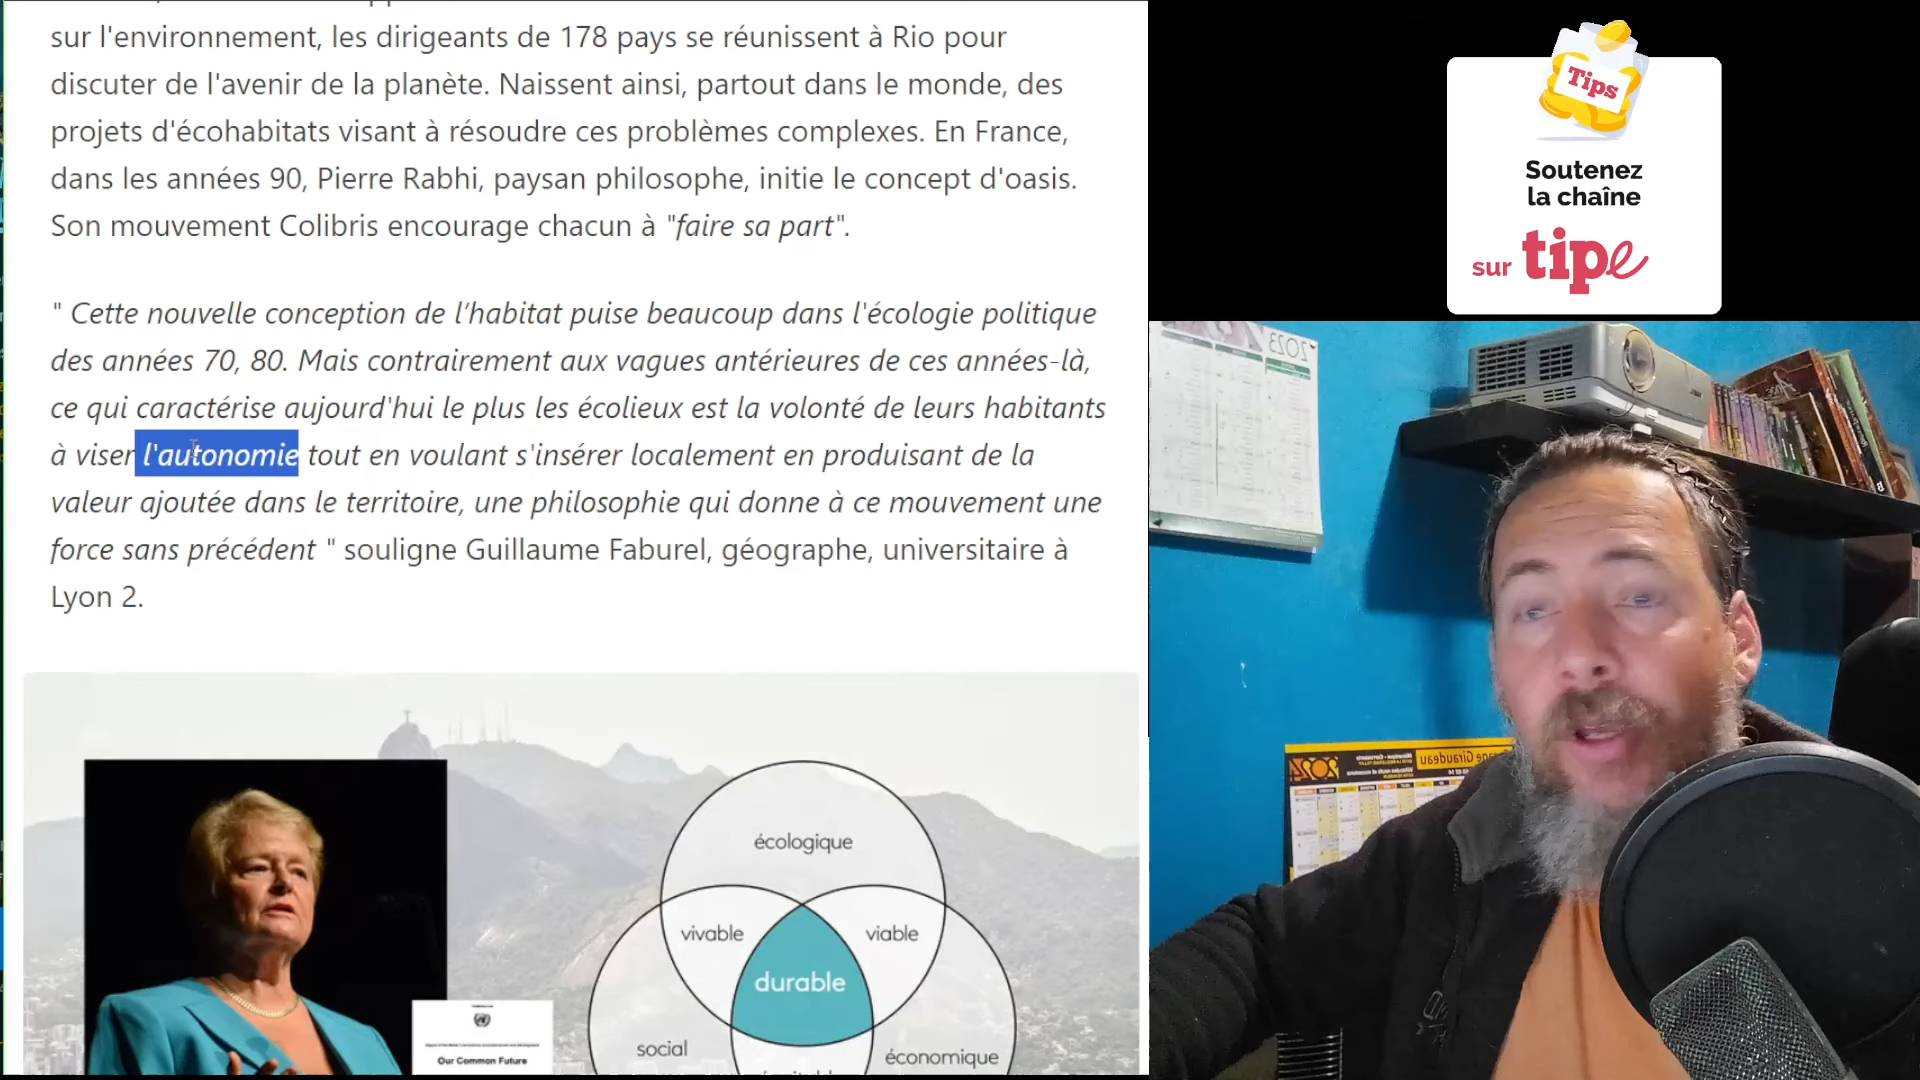 sur l'environnement, les dirigeants de 178 pays se réunissent à Rio pour
discuter de l'avenir de la planète. Naissent ainsi, partout dans le monde, des
projets d'écohabitats visant à résoudre ces problèmes complexes. En France,
dans les années 90, Pierre Rabhi, paysan philosophe, initie le concept d'oasis.
Son mouvement Colibris encourage chacun à "faire sa part".
" Cette nouvelle conception de l’habitat puise beaucoup dans l'écologie politique
des années 70, 80. Mais contrairement aux vagues antérieures de ces années-là,
ce qui caractérise aujourd'hui le plus les écolieux est la volonté de leurs habitants
à viser l'autonomie tout en voulant s'insérer localement en produisant de la
valeur ajoutée dans le territoire, une philosophie qui donne à ce mouvement une
force sans précédent " souligne Guillaume Faburel, géographe, universitaire à
Lyon 2.
écologique
vivable
viable
durable
social
économique
Our Common Future
Tips
Soutenez
la chaîne
sur tipe
2023
Giraudeau
2024